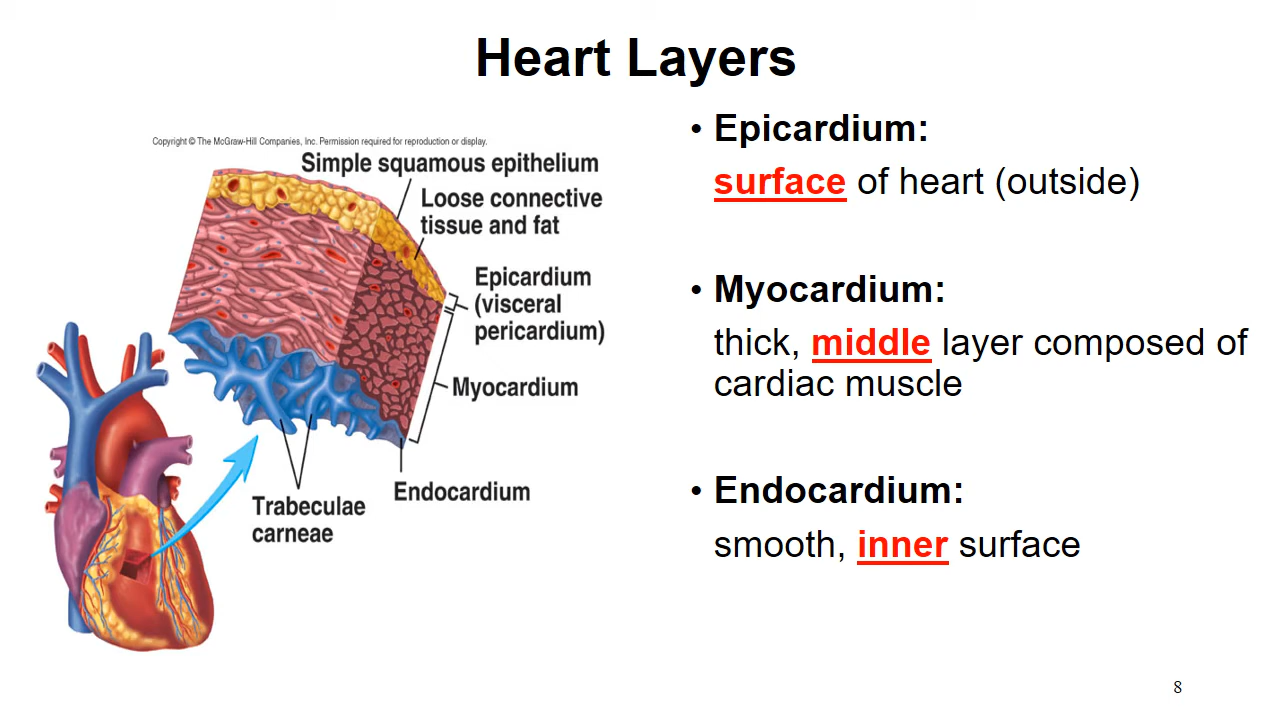 Heart Layers
Copyright © The McGraw-Hill Companies, Inc. Permission required for reproduction or display.
Simple squamous epithelium
Loose connective
tissue and fat
Epicardium
(visceral
pericardium)
Myocardium
Endocardium
Trabeculae
carneae
• Epicardium:
surface of heart (outside)
• Myocardium:
thick, middle layer composed of
cardiac muscle
• Endocardium:
smooth, inner surface
8